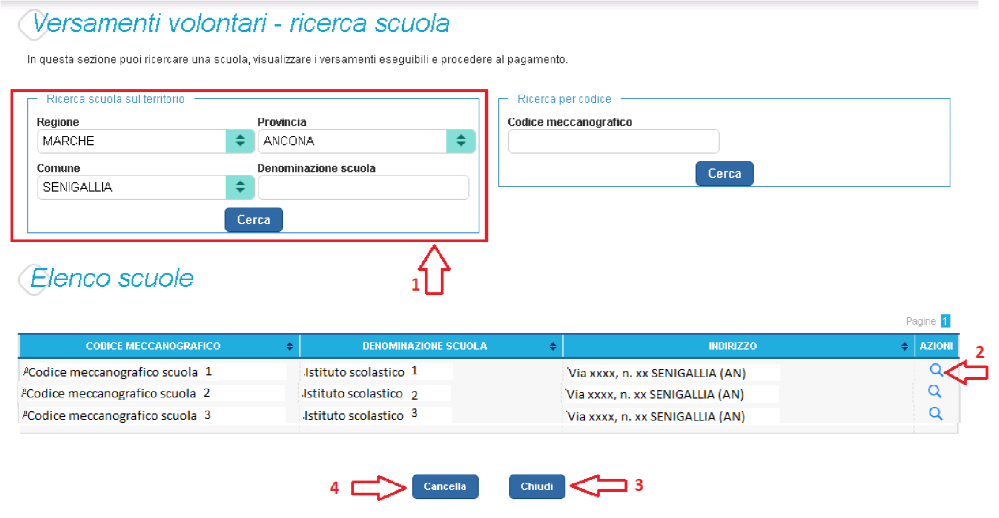 Versamenti volontari - ricerca scuola
In questa sezione puoi ricercare una scuola, visualizzare i versamenti eseguibili e procedere al pagamento.
Ricerca scuola sul territorio
Regione Provincia
MARCHE ANCONA
Comune Denominazione scuola
SENIGALLIA
Cerca
Ricerca per codice
Codice meccanografico
Cerca
1
Elenco scuole
Pagine 1
CODICE MECCANOGRAFICO DENOMINAZIONE SCUOLA INDIRIZZO AZIONI
2
Codice meccanografico scuola 1 Istituto scolastico 1 Via xxxx, n. xx SENIGALLIA (AN)
Codice meccanografico scuola 2 Istituto scolastico 2 Via xxxx, n. xx SENIGALLIA (AN)
Codice meccanografico scuola 3 Istituto scolastico 3 Via xxxx, n. xx SENIGALLIA (AN)
4 Cancella Chiudi 3